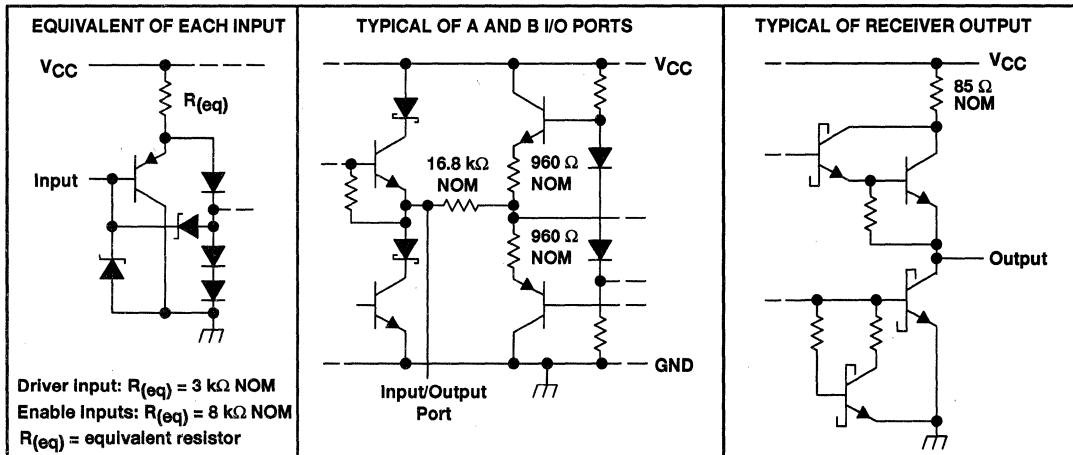 EQUIVALENT OF EACH INPUT
VCC
R(eq)
Input
Driver Input: R(eq) = 3 kΩ NOM
Enable Inputs: R(eq) = 8 kΩ NOM
R(eq) = equivalent resistor
TYPICAL OF A AND B I/O PORTS
VCC
16.8 kΩ
NOM
960 Ω
NOM
960 Ω
NOM
GND
Input/Output
Port
TYPICAL OF RECEIVER OUTPUT
VCC
85 Ω
NOM
Output